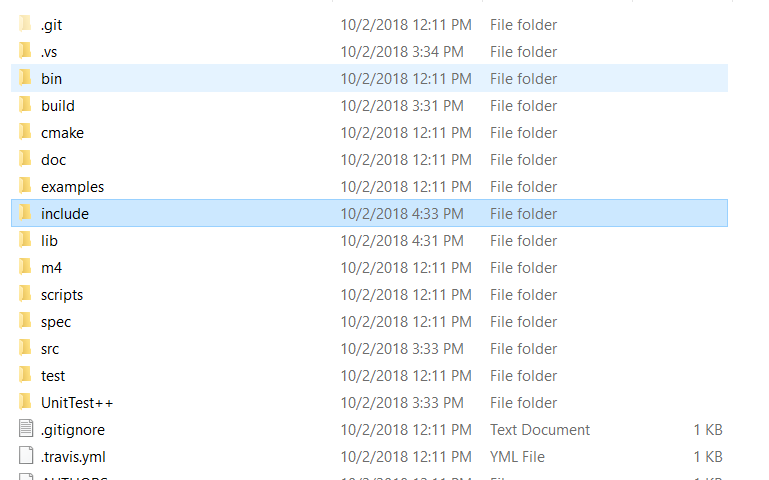 .git 10/2/2018 12:11 PM File folder
.vs 10/2/2018 3:34 PM File folder
bin 10/2/2018 12:11 PM File folder
build 10/2/2018 3:31 PM File folder
cmake 10/2/2018 12:11 PM File folder
doc 10/2/2018 12:11 PM File folder
examples 10/2/2018 12:11 PM File folder
include 10/2/2018 4:33 PM File folder
lib 10/2/2018 4:31 PM File folder
m4 10/2/2018 12:11 PM File folder
scripts 10/2/2018 12:11 PM File folder
spec 10/2/2018 12:11 PM File folder
src 10/2/2018 3:33 PM File folder
test 10/2/2018 12:11 PM File folder
UnitTest++ 10/2/2018 3:33 PM File folder
.gitignore 10/2/2018 12:11 PM Text Document 1 KB
.travis.yml 10/2/2018 12:11 PM YML File 1 KB